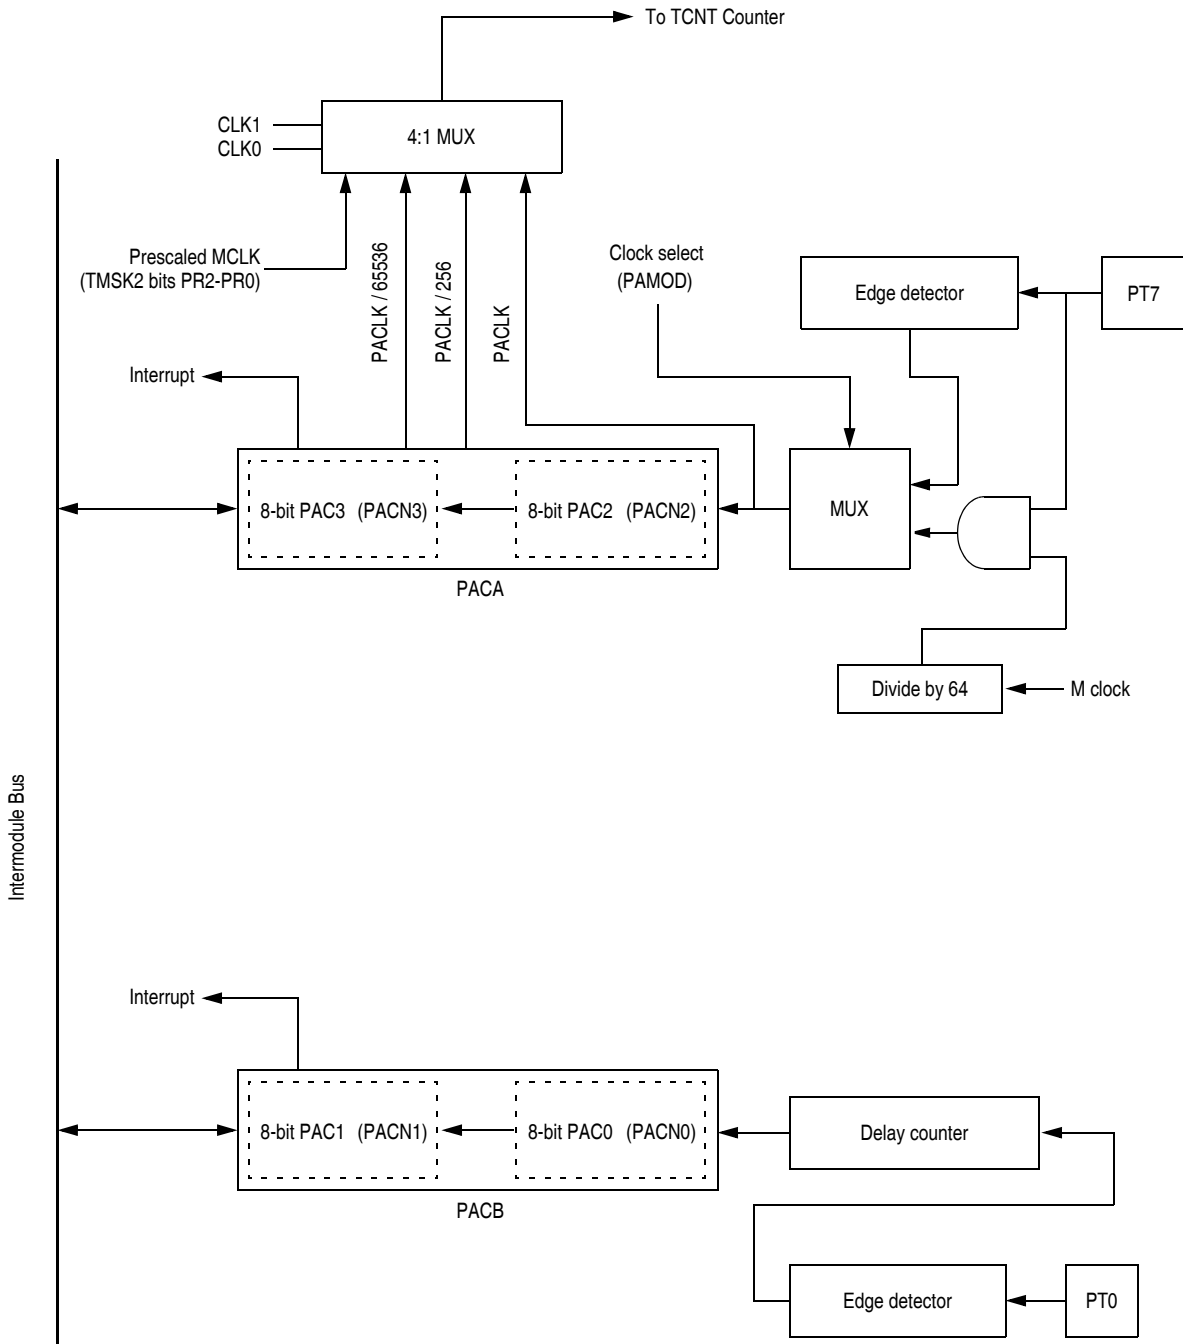 To TCNT Counter
CLK1
CLK0
4:1 MUX
Prescaled MCLK
(TMSK2 bits PR2-PR0)
PACLK / 65536
PACLK / 256
PACLK
Clock select
(PAMOD)
Edge detector
PT7
Interrupt
8-bit PAC3 (PACN3)
8-bit PAC2 (PACN2)
MUX
PACA
Divide by 64
M clock
Intermodule Bus
Interrupt
8-bit PAC1 (PACN1)
8-bit PAC0 (PACN0)
Delay counter
PACB
Edge detector
PT0